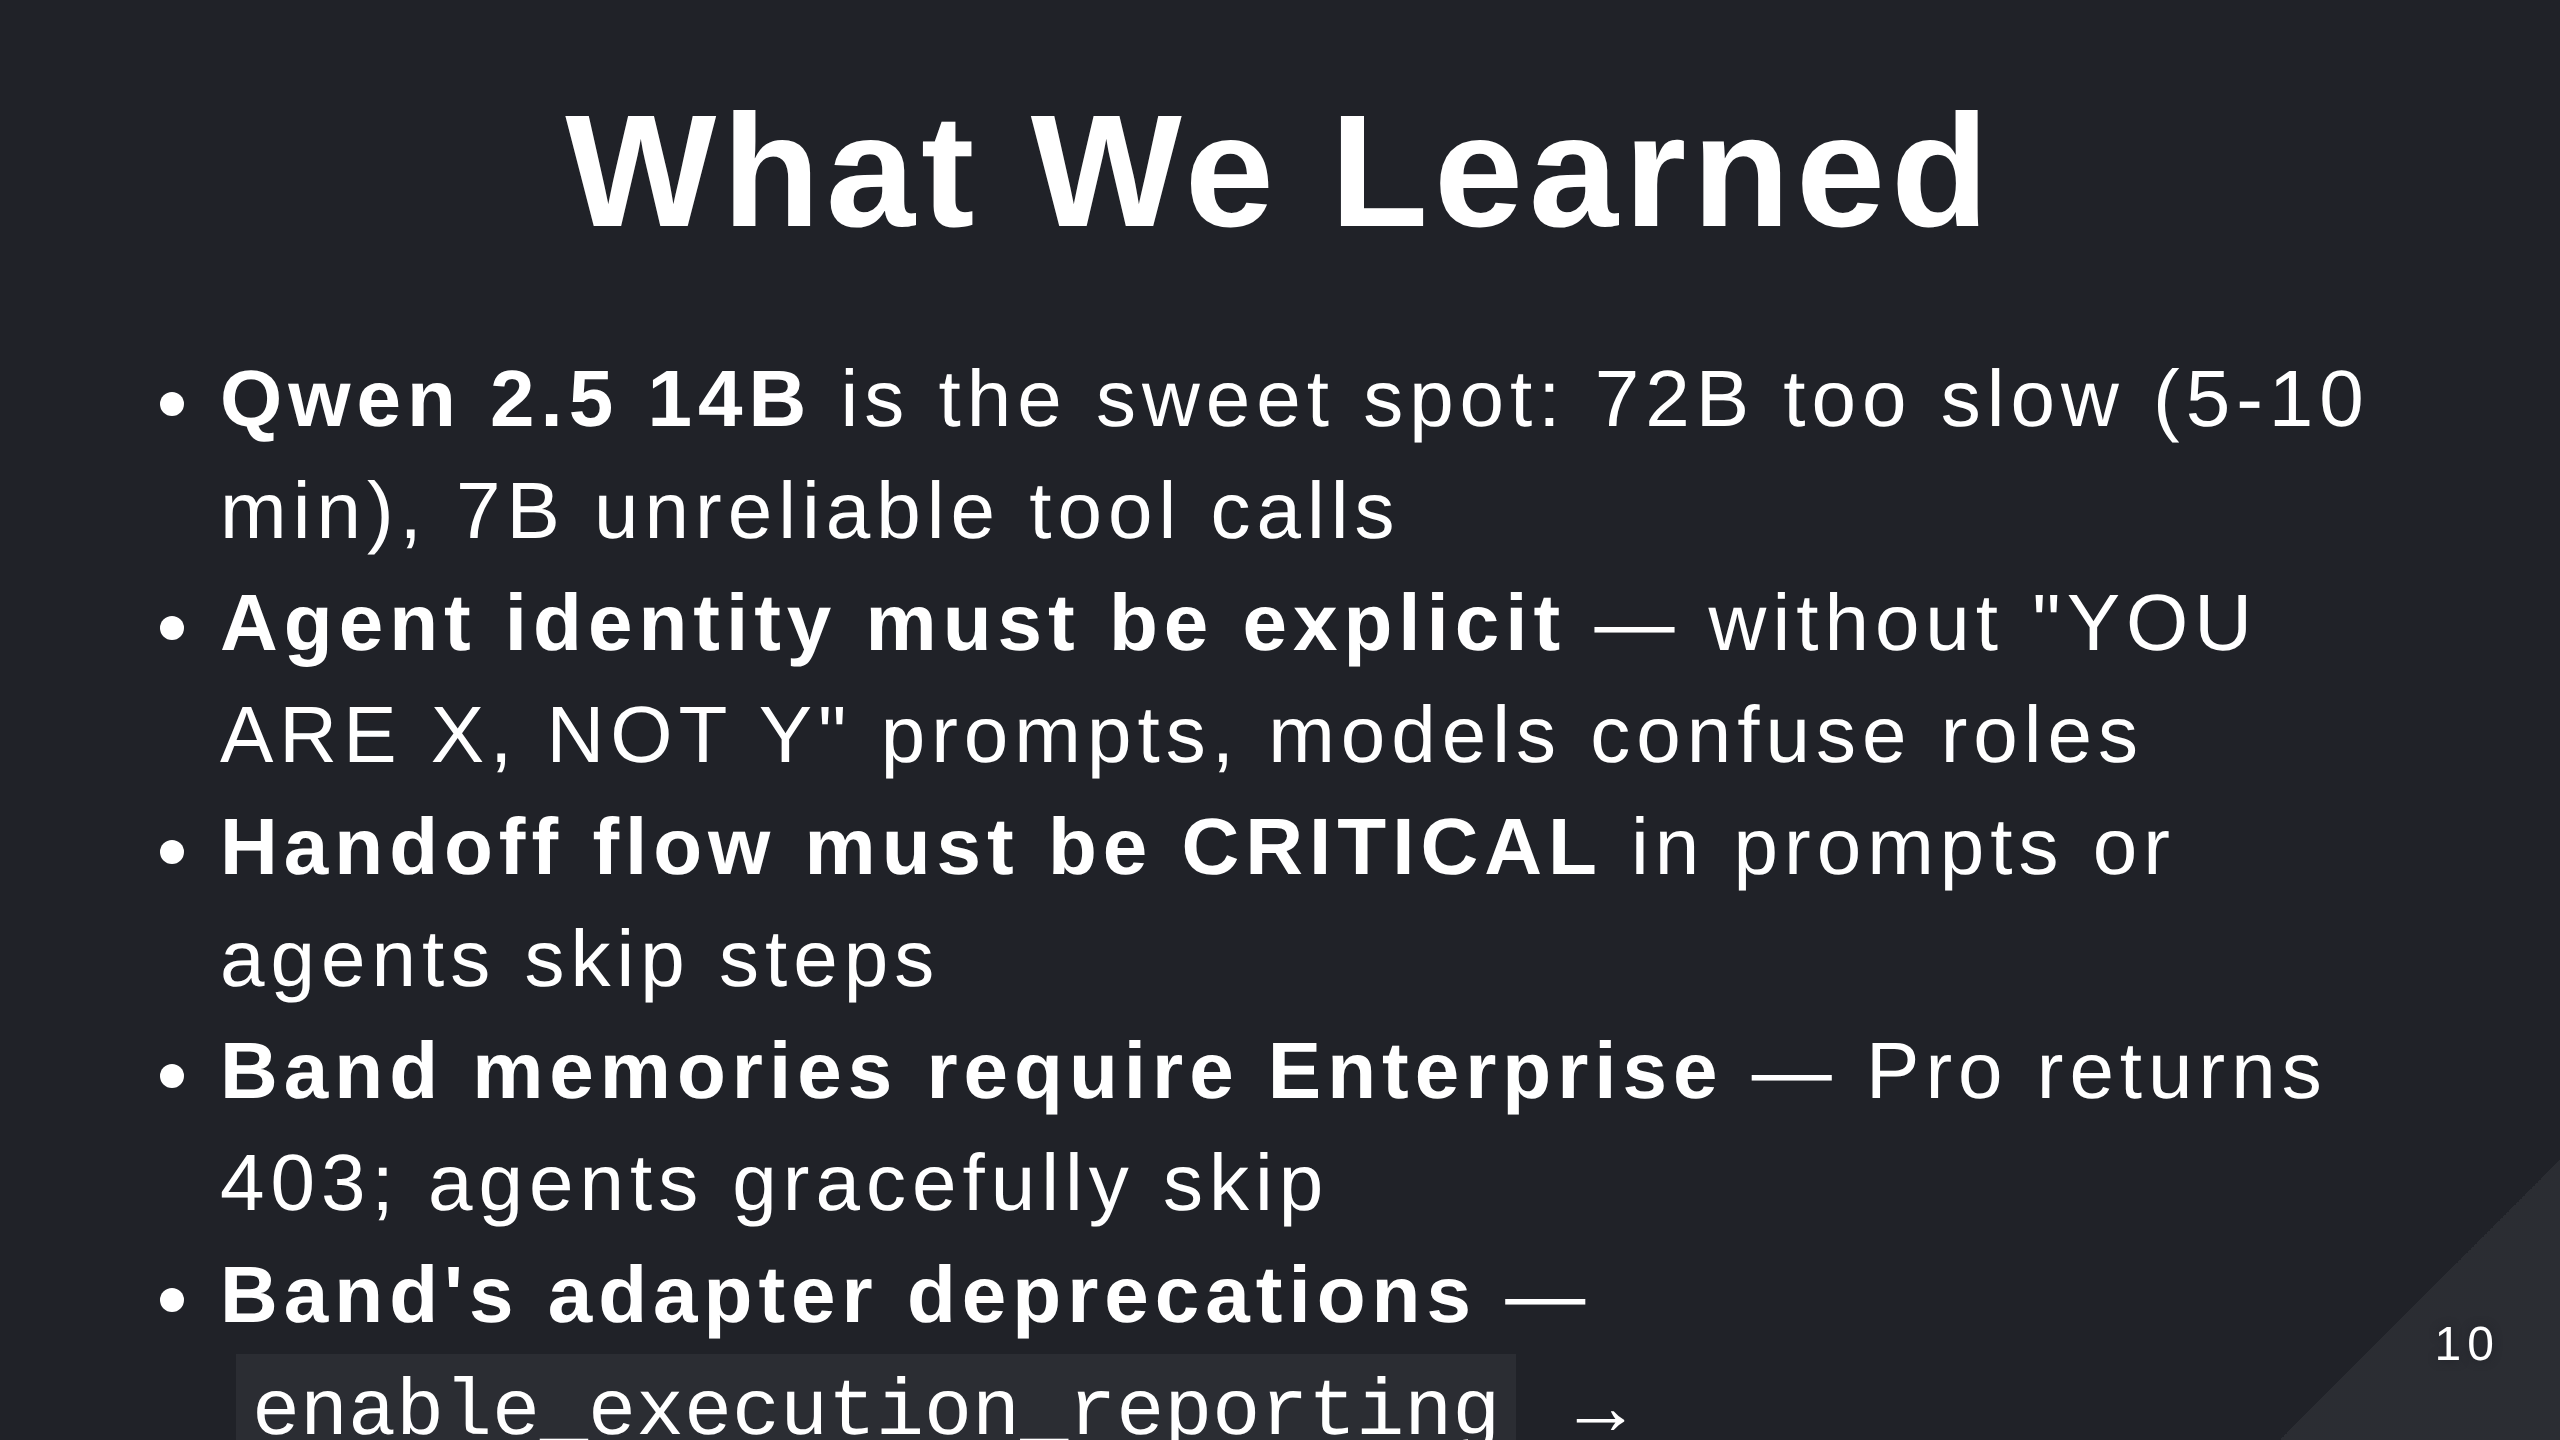 What We Learned
• Qwen 2.5 14B is the sweet spot: 72B too slow (5-10
min), 7B unreliable tool calls
• Agent identity must be explicit — without "YOU
ARE X, NOT Y" prompts, models confuse roles
• Handoff flow must be CRITICAL in prompts or
agents skip steps
• Band memories require Enterprise — Pro returns
403; agents gracefully skip
• Band's adapter deprecations —
enable_execution_reporting →
10